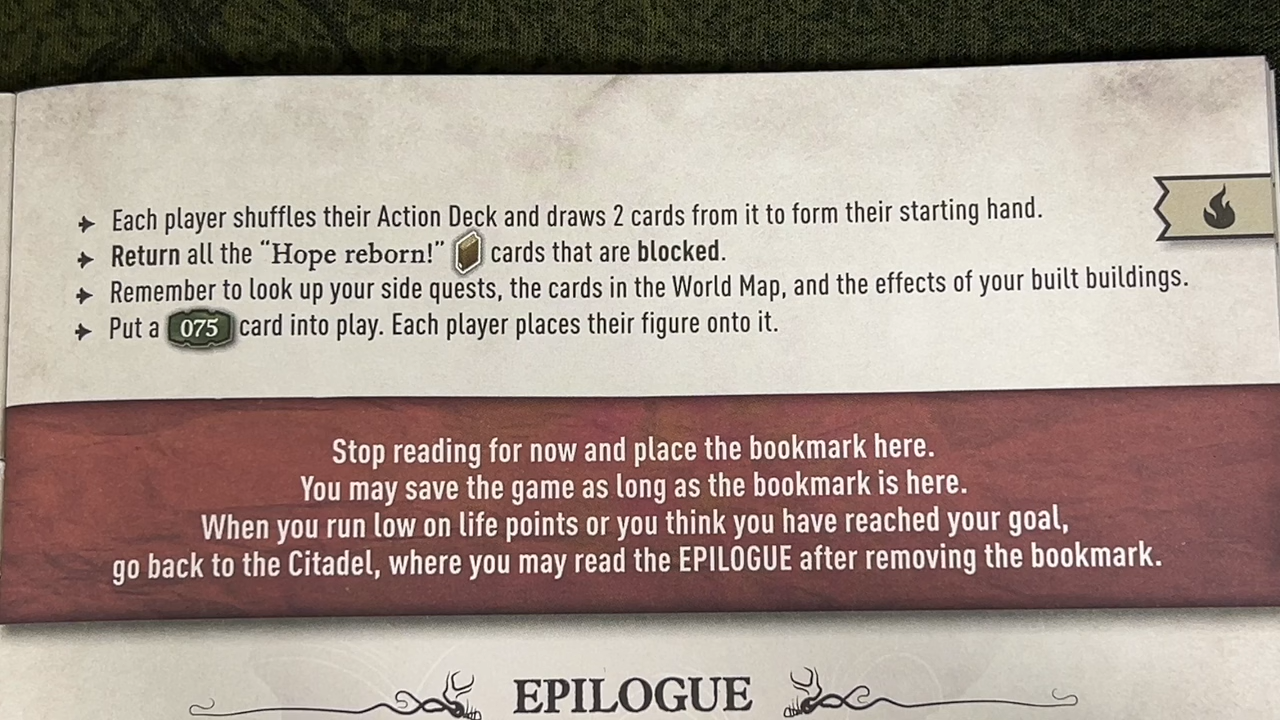 Each player shuffles their Action Deck and draws 2 cards from it to form their starting hand.
Return all the “Hope reborn!” cards that are blocked.
Remember to look up your side quests, the cards in the World Map, and the effects of your built buildings.
Put a 075 card into play. Each player places their figure onto it.
Stop reading for now and place the bookmark here.
You may save the game as long as the bookmark is here.
When you run low on life points or you think you have reached your goal,
go back to the Citadel, where you may read the EPILOGUE after removing the bookmark.
EPILOGUE